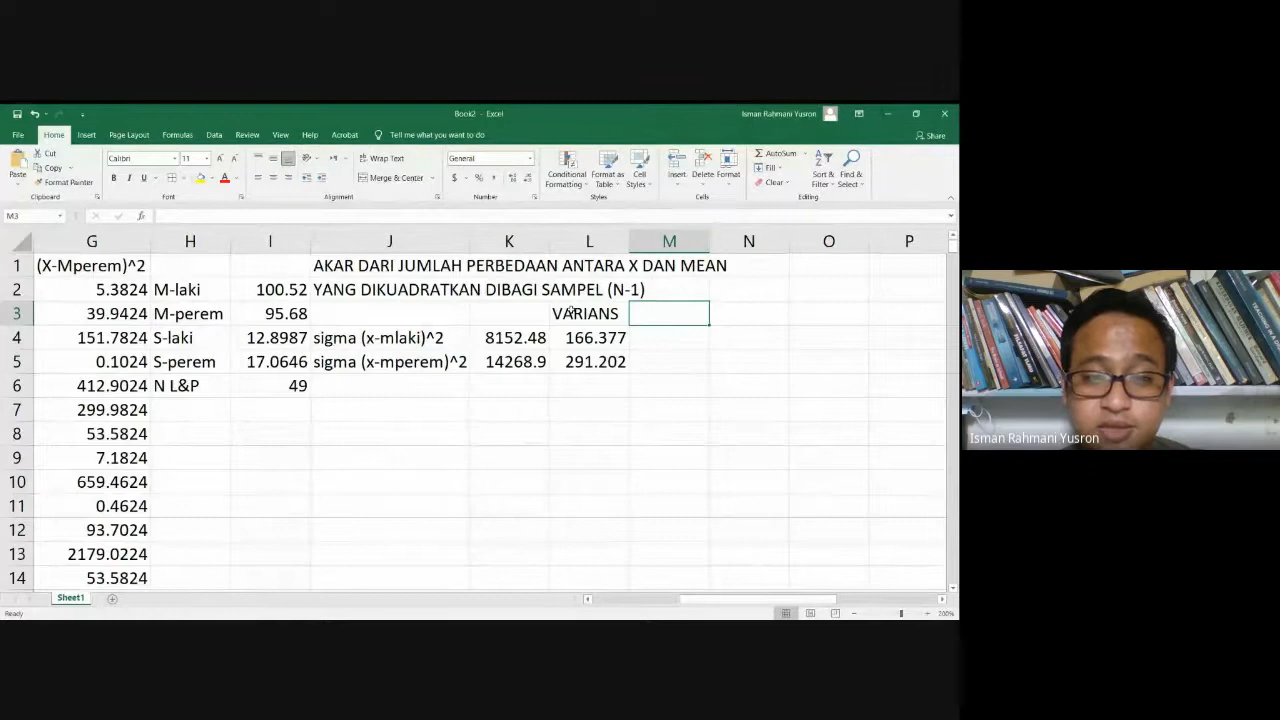 Book2 - Excel
Isman Rahmani Yusron
File Home Insert Page Layout Formulas Data Review View Help Acrobat Tell me what you want to do Share
Paste Cut Copy Format Painter Clipboard
Calibri 11 B I U A Font
Wrap Text Merge & Center Alignment
General $ % Number
Conditional Formatting Format as Table Cell Styles Styles
Insert Delete Format Cells
AutoSum Fill Clear Sort & Filter Find & Select Editing
M3 fx
G H I J K L M N O P
1 (X-Mperem)^2 AKAR DARI JUMLAH PERBEDAAN ANTARA X DAN MEAN
2 5.3824 M-laki 100.52 YANG DIKUADRATKAN DIBAGI SAMPEL (N-1)
3 39.9424 M-perem 95.68 VARIANS
4 151.7824 S-laki 12.8987 sigma (x-mlaki)^2 8152.48 166.377
5 0.1024 S-perem 17.0646 sigma (x-mperem)^2 14268.9 291.202
6 412.9024 N L&P 49
7 299.9824
8 53.5824
9 7.1824
10 659.4624
11 0.4624
12 93.7024
13 2179.0224
14 53.5824
Sheet1
Ready 200%
Isman Rahmani Yusron